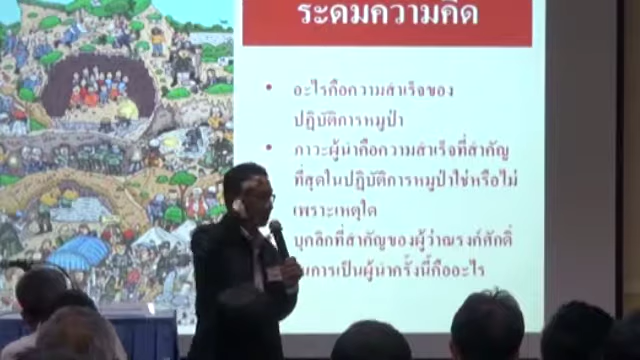 ระดมความคิด
• อะไรคือความสำเร็จของ
ปฏิบัติการหมูป่า
• ภาวะผู้นำคือความสำเร็จที่สำคัญ
ที่สุดในปฏิบัติการหมูป่าใช่หรือไม่
เพราะเหตุใด
บุคลิกที่สำคัญของผู้ว่าณรงค์ศักดิ์
ในการเป็นผู้นำครั้งนี้คืออะไร